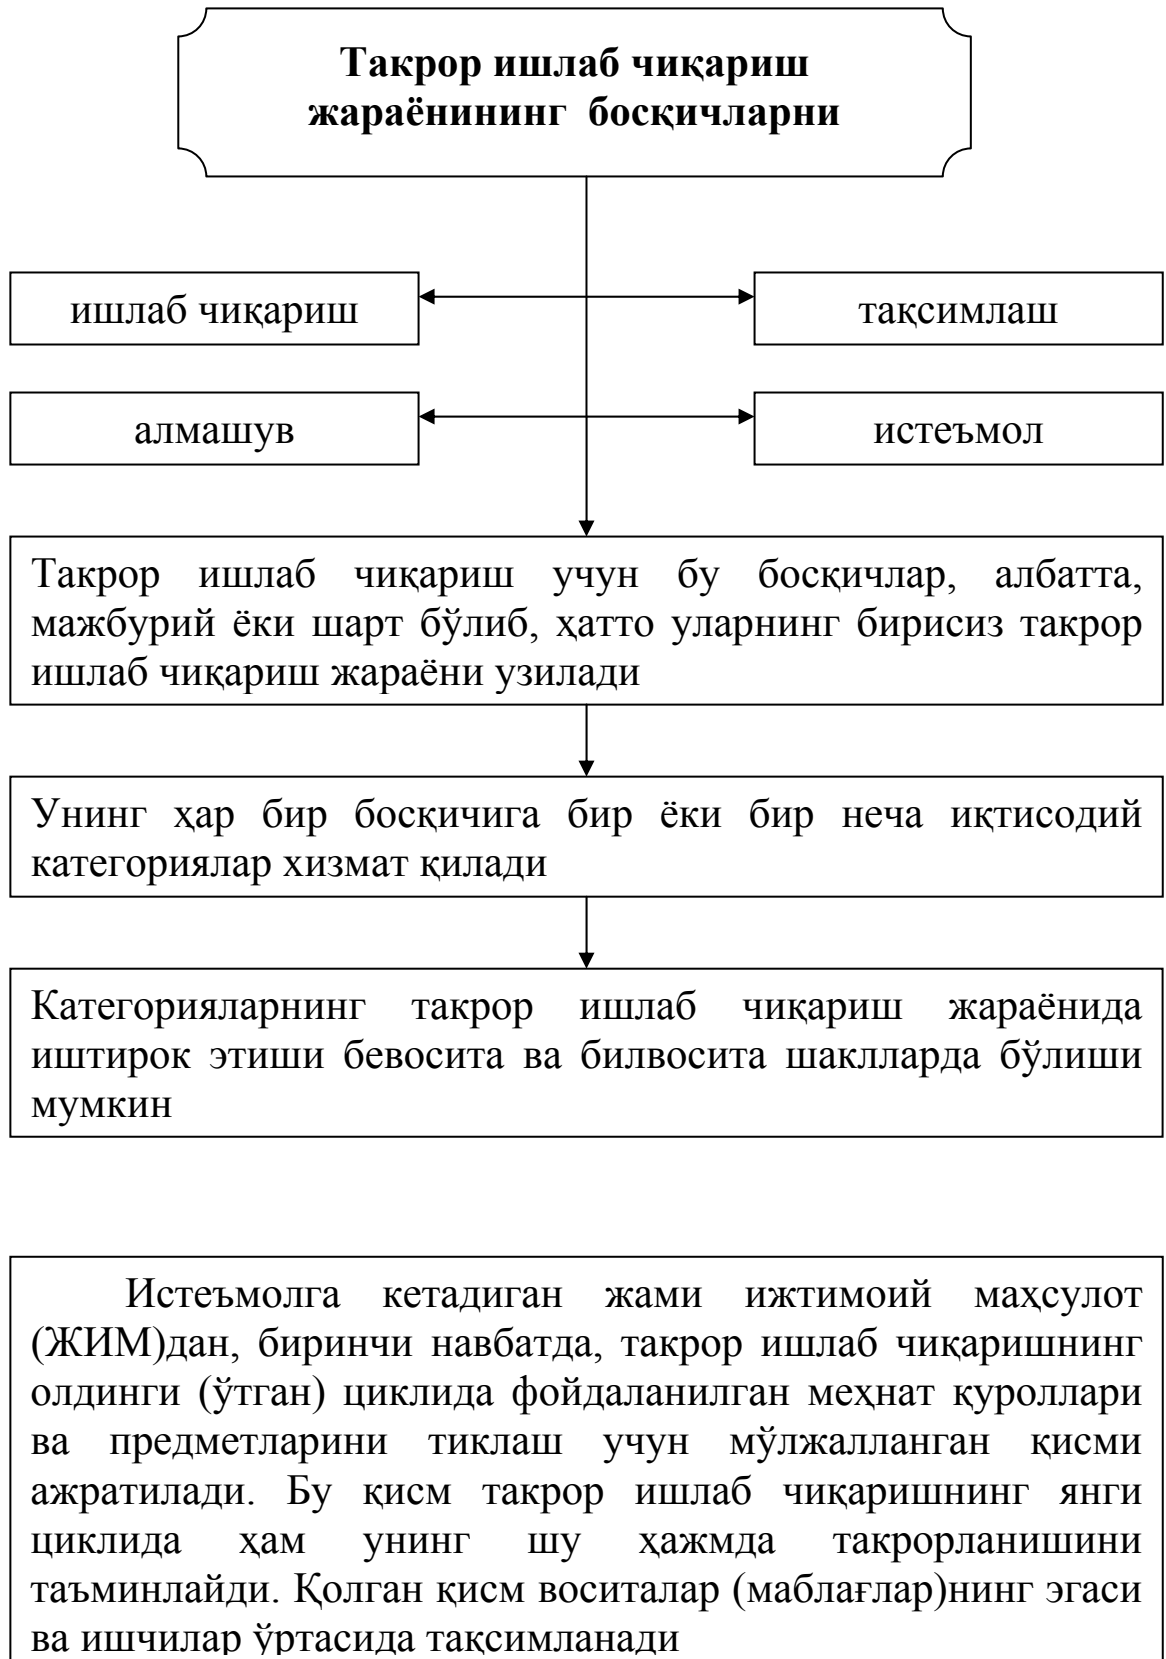 Такрор ишлаб чиқариш
жараёнининг босқичларни
ишлаб чиқариш
тақсимлаш
алмашув
истеъмол
Такрор ишлаб чиқариш учун бу босқичлар, албатта,
мажбурий ёки шарт бўлиб, ҳатто уларнинг бирисиз такрор
ишлаб чиқариш жараёни узилади
Унинг ҳар бир босқичига бир ёки бир неча иқтисодий
категориялар хизмат қилади
Категорияларнинг такрор ишлаб чиқариш жараёнида
иштирок этиши бевосита ва билвосита шаклларда бўлиши
мумкин
Истеъмолга кетадиган жами ижтимоий маҳсулот
(ЖИМ)дан, биринчи навбатда, такрор ишлаб чиқаришнинг
олдинги (ўтган) циклида фойдаланилган меҳнат қуроллари
ва предметларини тиклаш учун мўлжалланган қисми
ажратилади. Бу қисм такрор ишлаб чиқаришнинг янги
циклида ҳам унинг шу ҳажмда такрорланишини
таъминлайди. Қолган қисм воситалар (маблағлар)нинг эгаси
ва ишчилар ўртасида тақсимланади